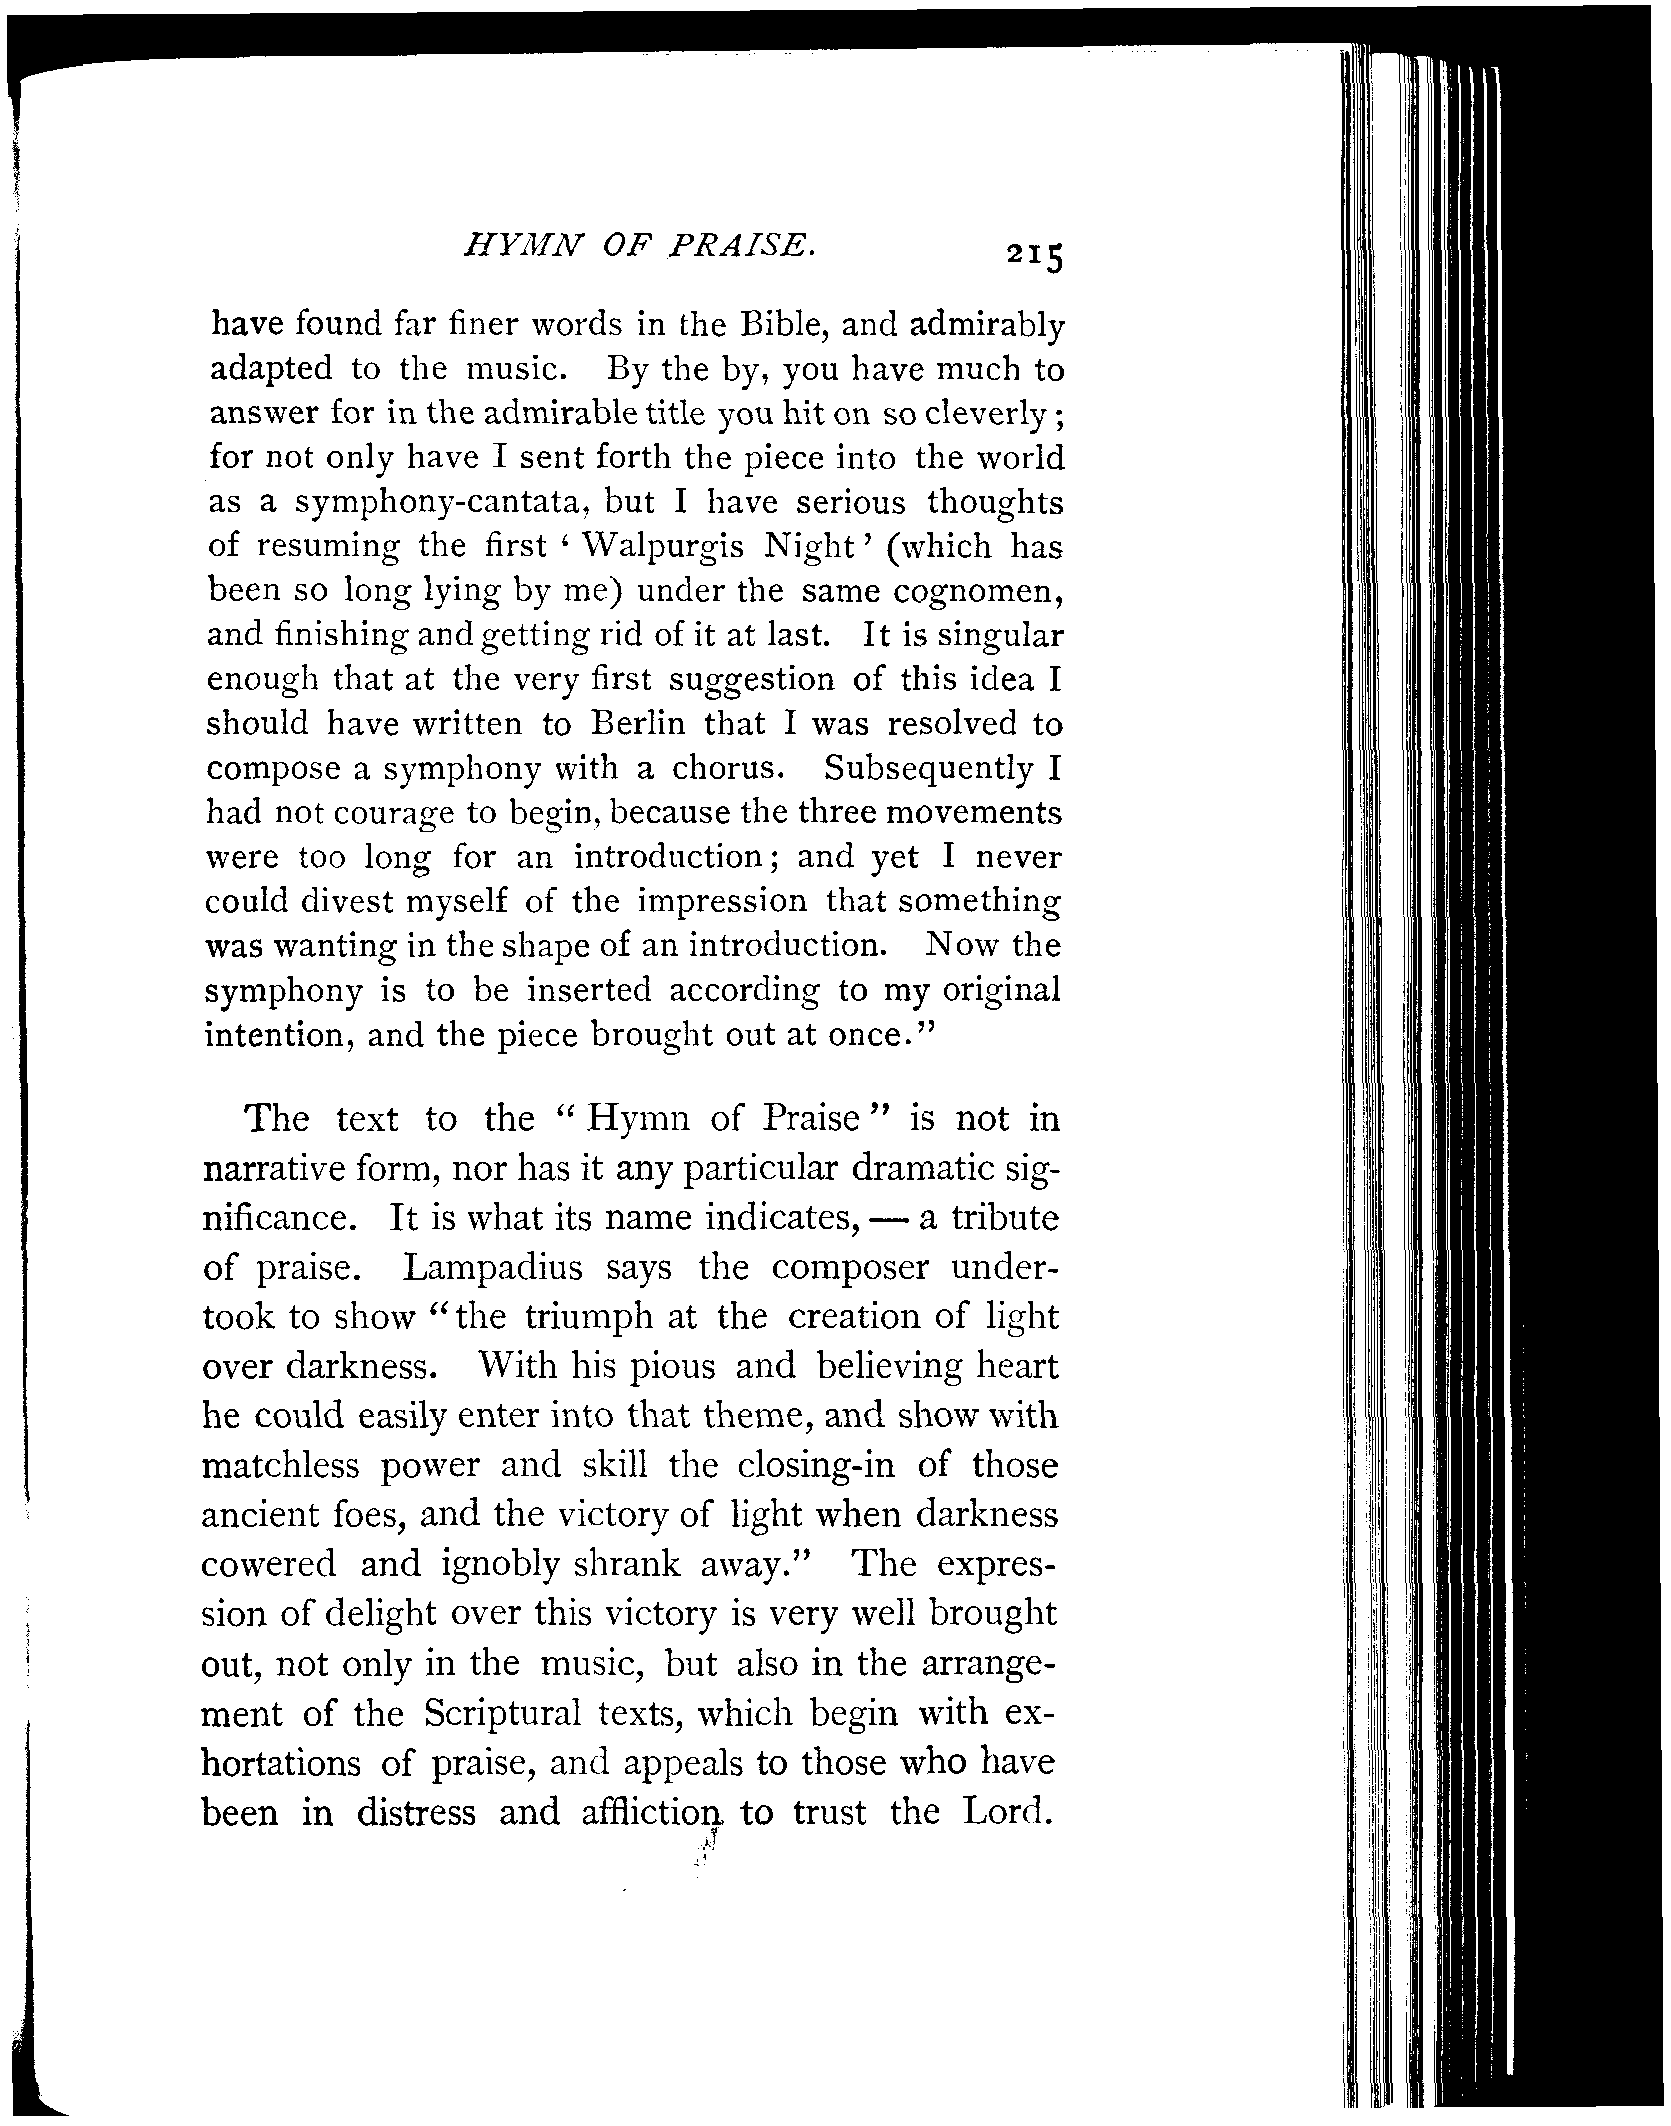 HYMN OF PRAISE. 215
have found far finer words in the Bible, and admirably
adapted to the music. By the by, you have much to
answer for in the admirable title you hit on so cleverly;
for not only have I sent forth the piece into the world
as a symphony-cantata, but I have serious thoughts
of resuming the first ‘Walpurgis Night’ (which has
been so long lying by me) under the same cognomen,
and finishing and getting rid of it at last. It is singular
enough that at the very first suggestion of this idea I
should have written to Berlin that I was resolved to
compose a symphony with a chorus. Subsequently I
had not courage to begin, because the three movements
were too long for an introduction; and yet I never
could divest myself of the impression that something
was wanting in the shape of an introduction. Now the
symphony is to be inserted according to my original
intention, and the piece brought out at once.”
The text to the “Hymn of Praise” is not in
narrative form, nor has it any particular dramatic sig-
nificance. It is what its name indicates, — a tribute
of praise. Lampadius says the composer under-
took to show “the triumph at the creation of light
over darkness. With his pious and believing heart
he could easily enter into that theme, and show with
matchless power and skill the closing-in of those
ancient foes, and the victory of light when darkness
cowered and ignobly shrank away.” The expres-
sion of delight over this victory is very well brought
out, not only in the music, but also in the arrange-
ment of the Scriptural texts, which begin with ex-
hortations of praise, and appeals to those who have
been in distress and affliction to trust the Lord.